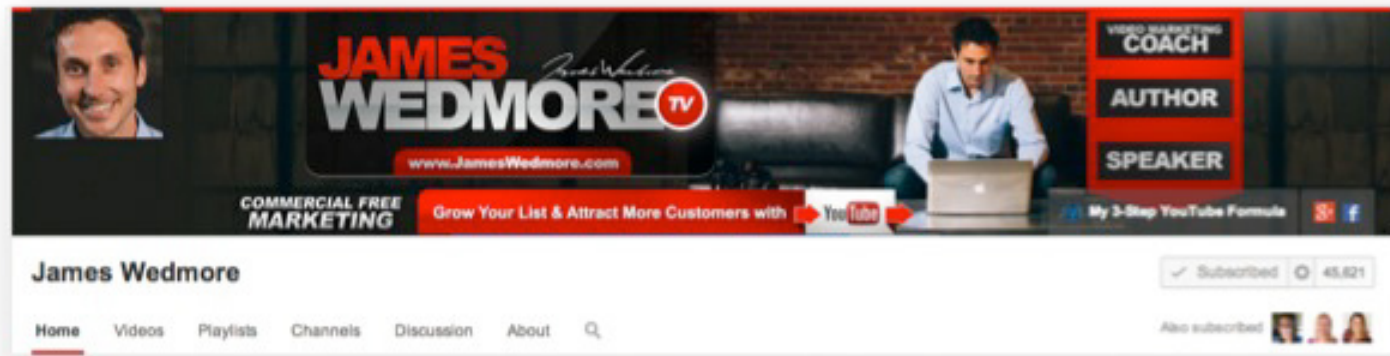 JAMES
WEDMORE TV
www.JamesWedmore.com
VIDEO MARKETING
COACH
AUTHOR
SPEAKER
COMMERCIAL FREE
MARKETING
Grow Your List & Attract More Customers with
YouTube
My 3-Step YouTube Formula
g+ f
James Wedmore
Subscribed 45,821
Home Videos Playlists Channels Discussion About
Also subscribed